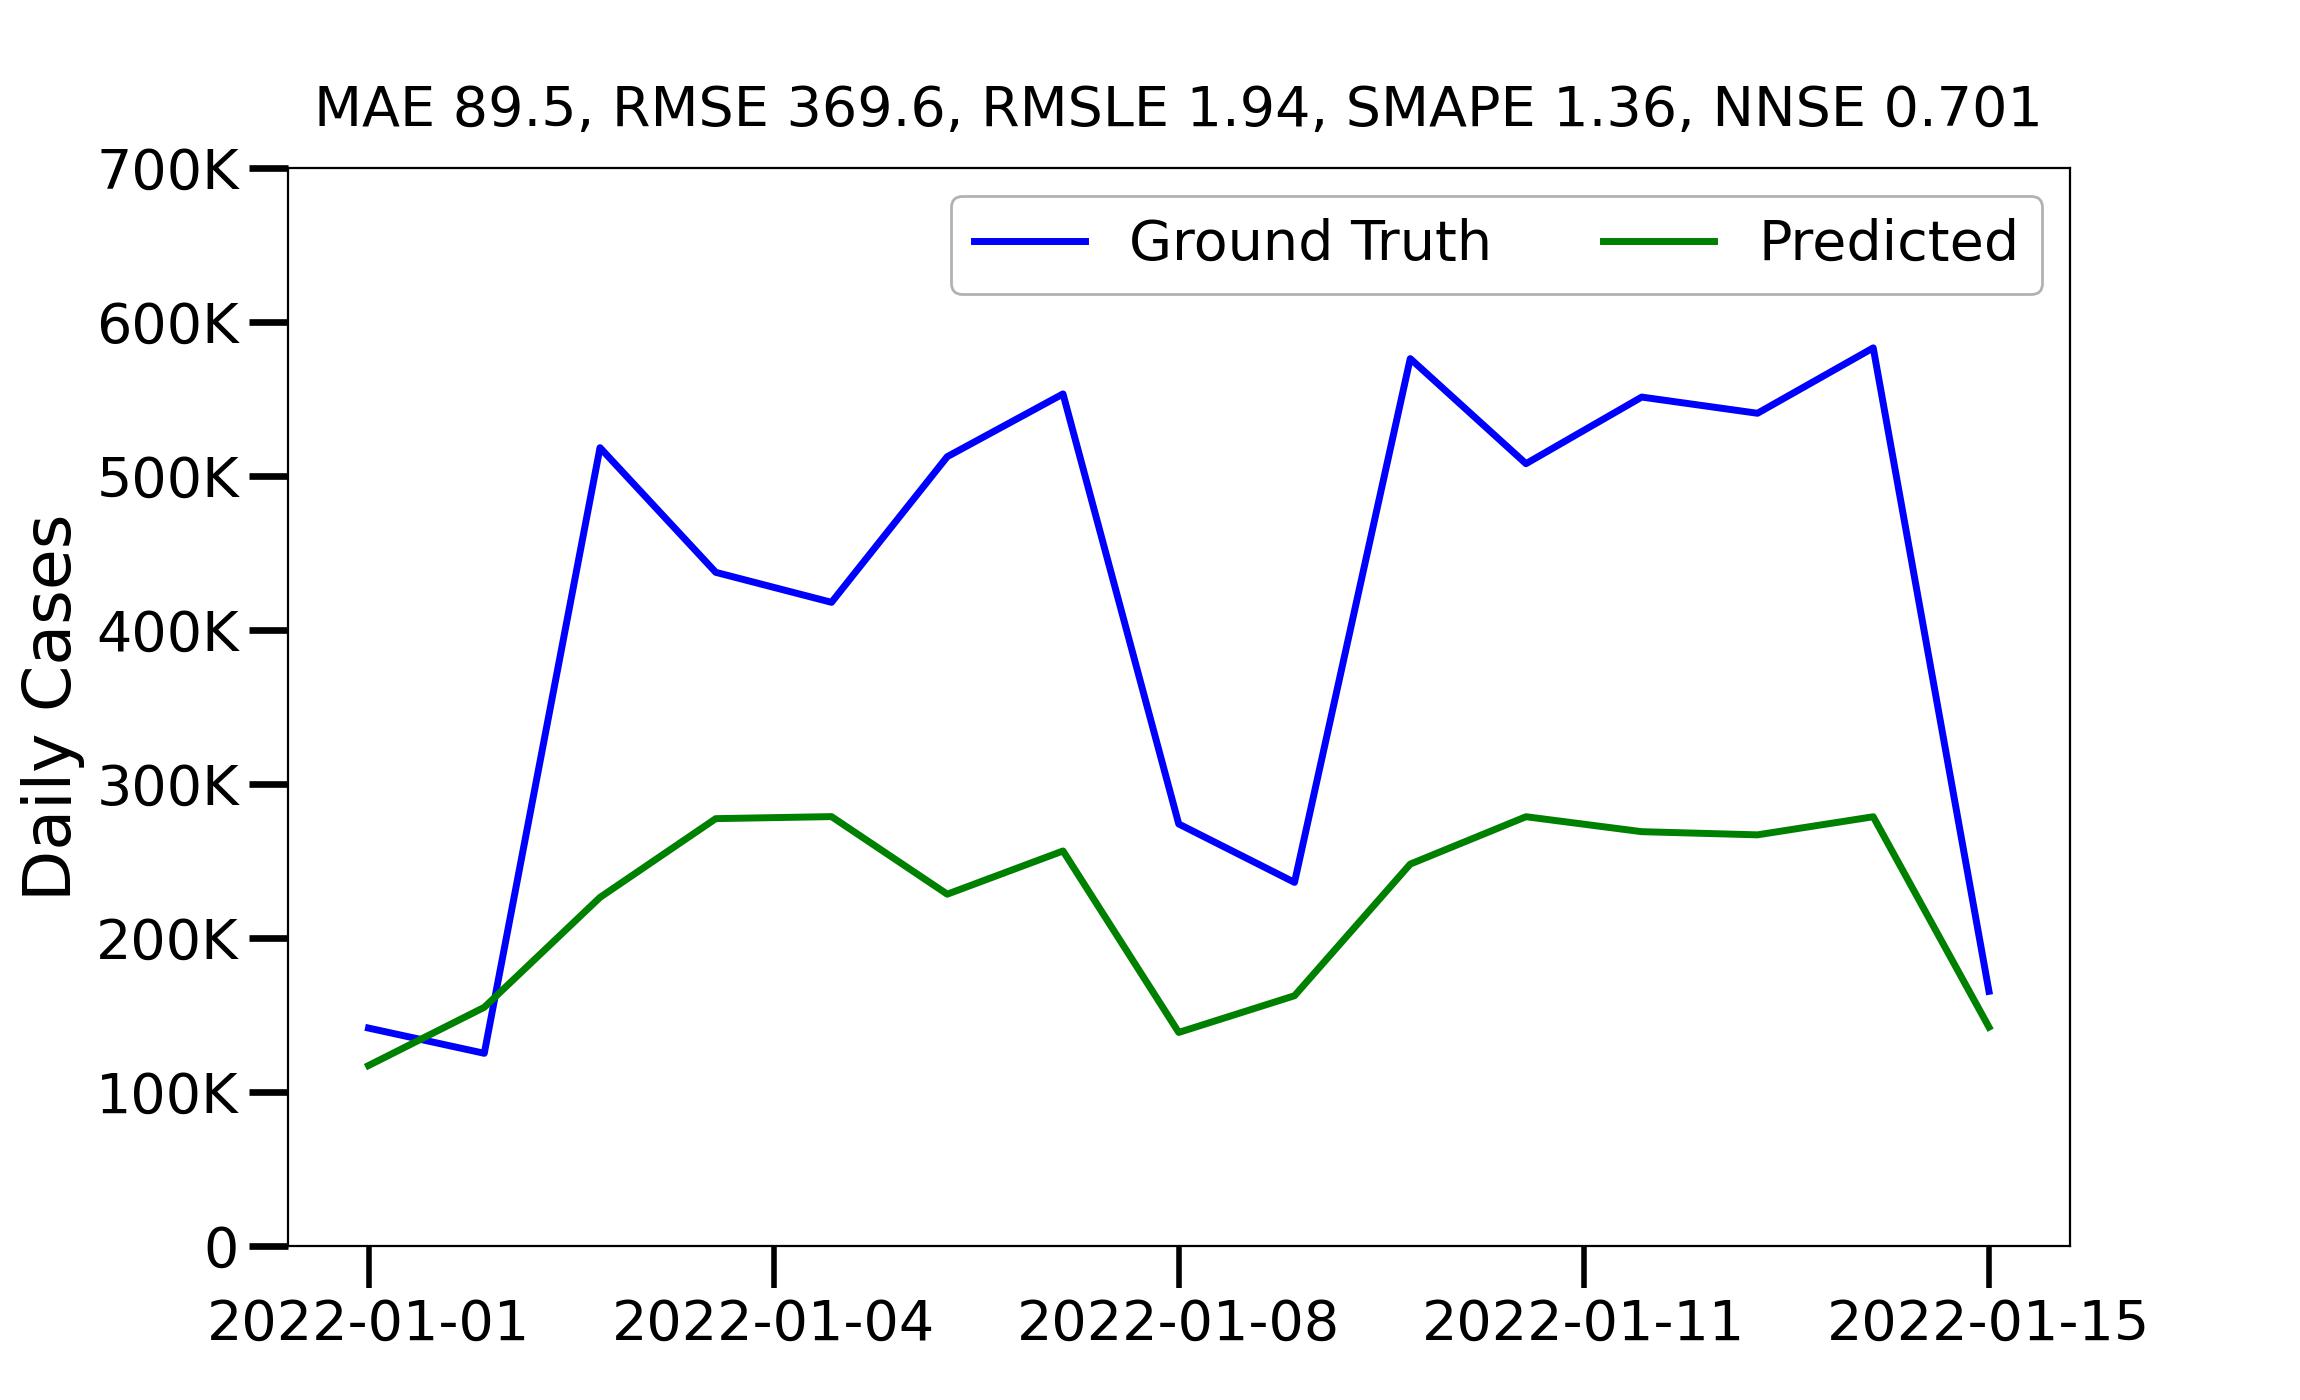 MAE 89.5, RMSE 369.6, RMSLE 1.94, SMAPE 1.36, NNSE 0.701
Ground Truth
Predicted
Daily Cases
700K
600K
500K
400K
300K
200K
100K
0
2022-01-01
2022-01-04
2022-01-08
2022-01-11
2022-01-15